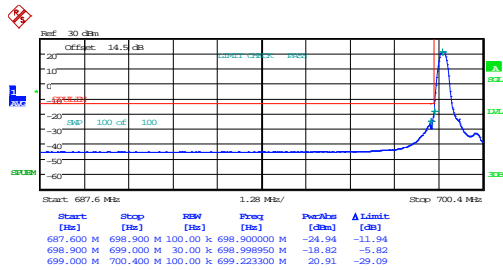 R/S
Ref 30 dBm
Offset 14.5 dB
LIMIT CHECK PASS
20
10
0
-10
-20
-30
-40
-50
-60
1
AVG
*
SWP 100 of 100
A
SGL
LVL
3DB
Start 687.6 MHz
1.28 MHz/
Stop 700.4 MHz
Start Stop RBW Freq PwrAbs Δ Limit
[Hz] [Hz] [Hz] [Hz] [dBm] [dB]
687.600 M 698.900 M 100.00 k 698.900000 M -24.94 -11.94
698.900 M 699.000 M 30.00 k 698.998950 M -18.82 -5.82
699.000 M 700.400 M 100.00 k 699.223300 M 20.91 -29.09